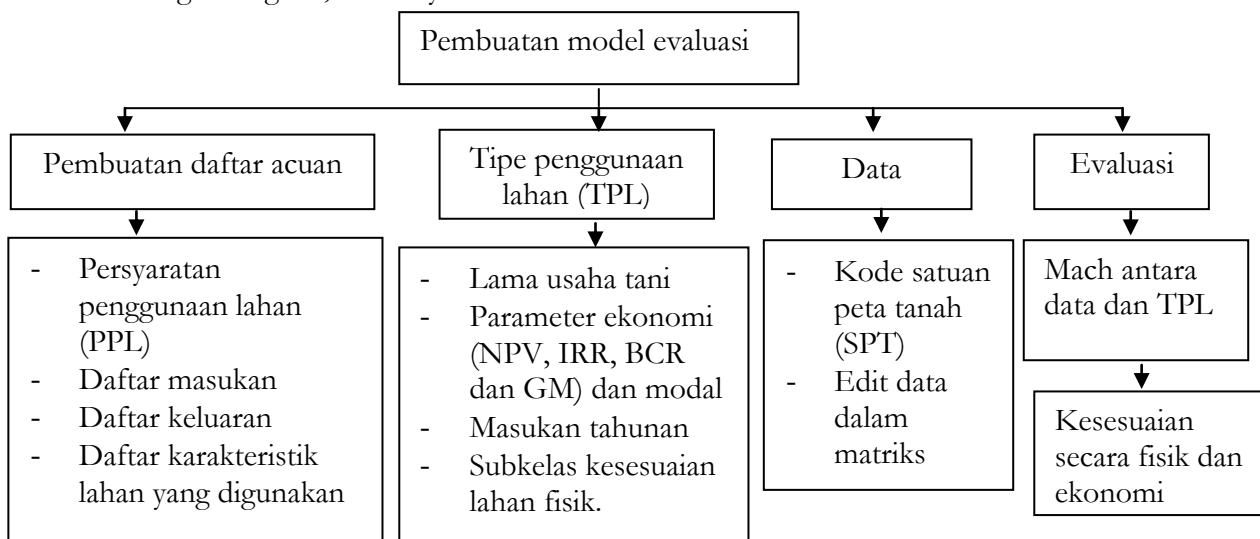 Pembuatan model evaluasi
Pembuatan daftar acuan
Tipe penggunaan
lahan (TPL)
Data
Evaluasi
- Persyaratan
penggunaan lahan
(PPL)
- Daftar masukan
- Daftar keluaran
- Daftar karakteristik
lahan yang digunakan
- Lama usaha tani
- Parameter ekonomi
(NPV, IRR, BCR
dan GM) dan modal
- Masukan tahunan
- Subkelas kesesuaian
lahan fisik.
- Kode satuan
peta tanah
(SPT)
- Edit data
dalam
matriks
Mach antara
data dan TPL
Kesesuaian
secara fisik dan
ekonomi